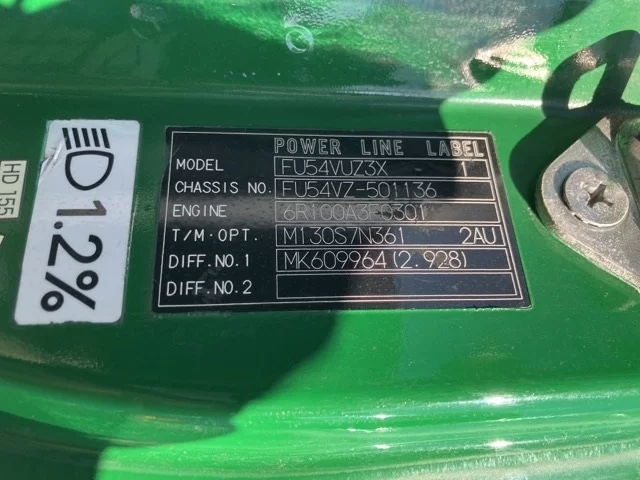 POWER LINE LABEL
MODEL FU54VUZ3X 1
CHASSIS NO. FU54VZ-501136
ENGINE 6R100A3F0301
T/M·OPT. M130S7N361 2AU
DIFF.NO.1 MK609964(2.928)
DIFF.NO.2
1.2%
HD 155